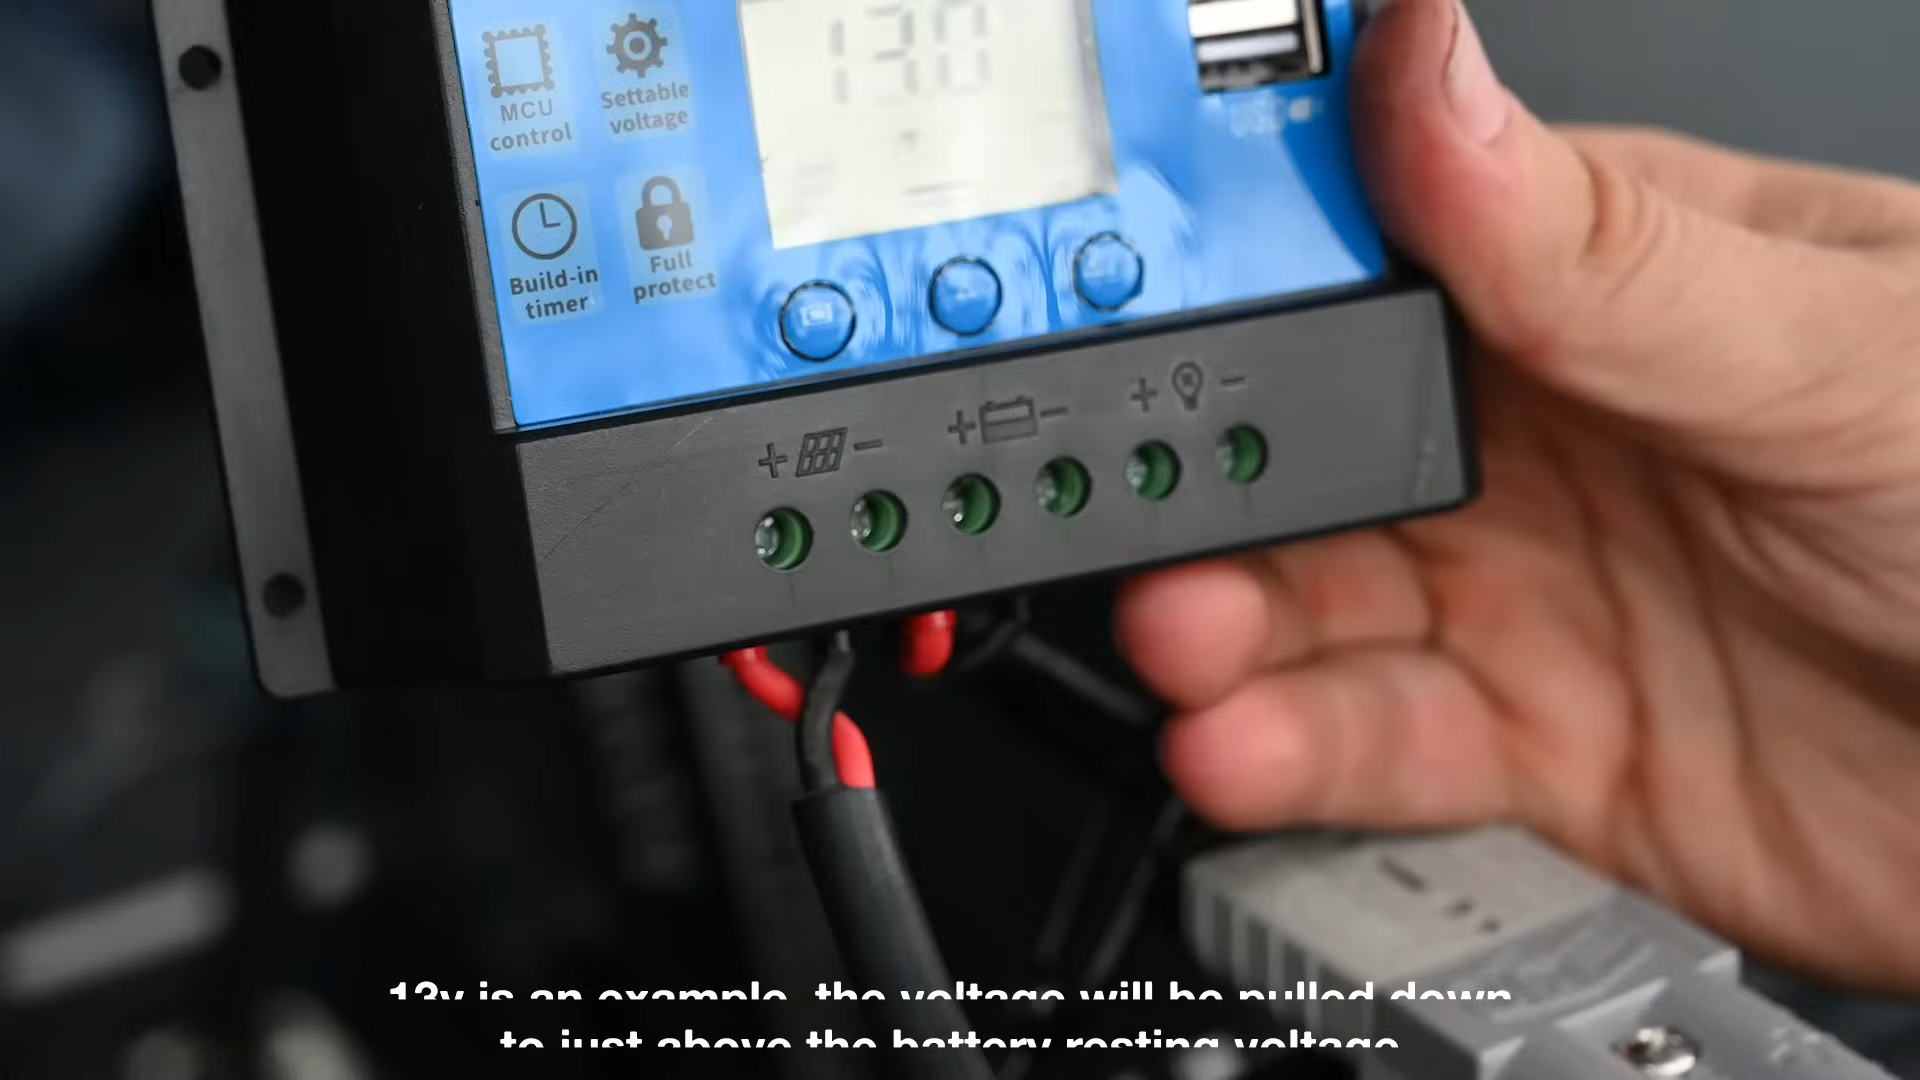 13.0
MCU
control
Settable
voltage
USB
Build-in
timer
Full
protect
+ −
+ −
+ −
13v is an example, the voltage will be pulled down
to just above the battery resting voltage